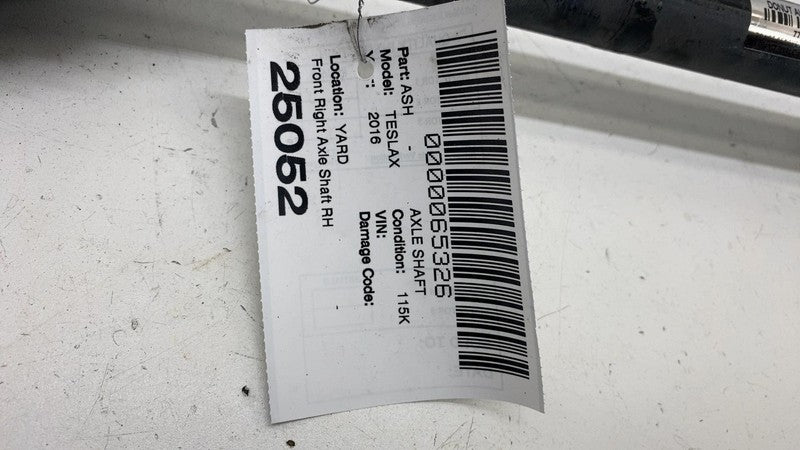 0000065326
Part: ASH - AXLE SHAFT
Model: TESLAX Condition: 115K
2016 VIN:
Damage Code:
Location: YARD
Front Right Axle Shaft RH
25052
DONUT